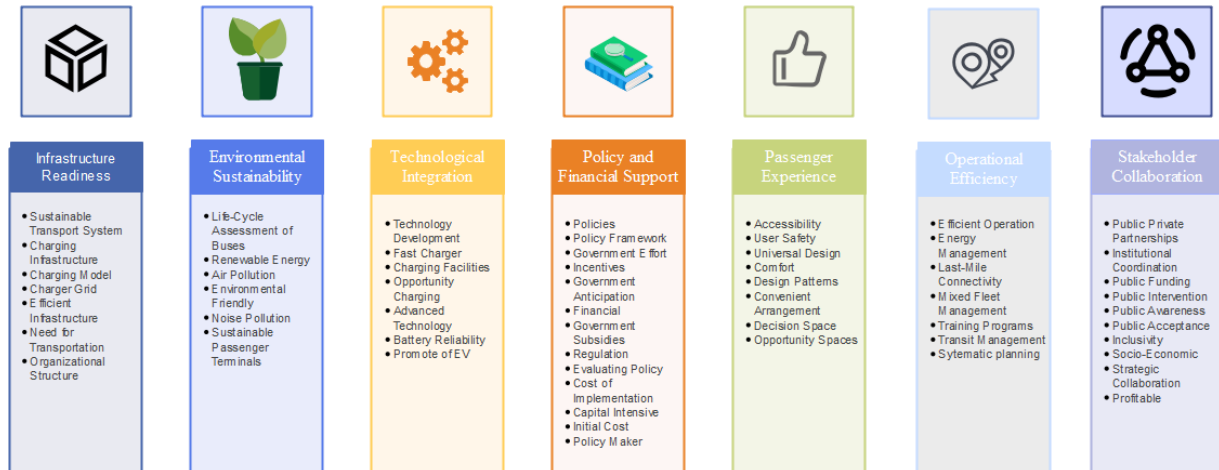 Infrastructure
Readiness
• Sustainable
Transport System
• Charging
Infrastructure
• Charging Model
• Charger Grid
• Efficient
Infrastructure
• Need for
Transportation
• Organizational
Structure
Environmental
Sustainability
• Life-Cycle
Assessment of
Buses
• Renewable Energy
• Air Pollution
• Environmental
Friendly
• Noise Pollution
• Sustainable
Passenger
Terminals
Technological
Integration
• Technology
Development
• Fast Charger
• Charging Facilities
• Opportunity
Charging
• Advanced
Technology
• Battery Reliability
• Promote of EV
Policy and
Financial Support
• Policies
• Policy Framework
• Government Effort
• Incentives
• Government
Anticipation
• Financial
• Government
Subsidies
• Regulation
• Evaluating Policy
• Cost of
Implementation
• Capital Intensive
• Initial Cost
• Policy Maker
Passenger
Experience
• Accessibility
• User Safety
• Universal Design
• Comfort
• Design Patterns
• Convenient
Arrangement
• Decision Space
• Opportunity Spaces
Operational
Efficiency
• Efficient Operation
• Energy
Management
• Last-Mile
Connectivity
• Mixed Fleet
Management
• Training Programs
• Transit Management
• Sytematic planning
Stakeholder
Collaboration
• Public Private
Partnerships
• Institutional
Coordination
• Public Funding
• Public Intervention
• Public Awareness
• Public Acceptance
• Inclusivity
• Socio-Economic
• Strategic
Collaboration
• Profitable